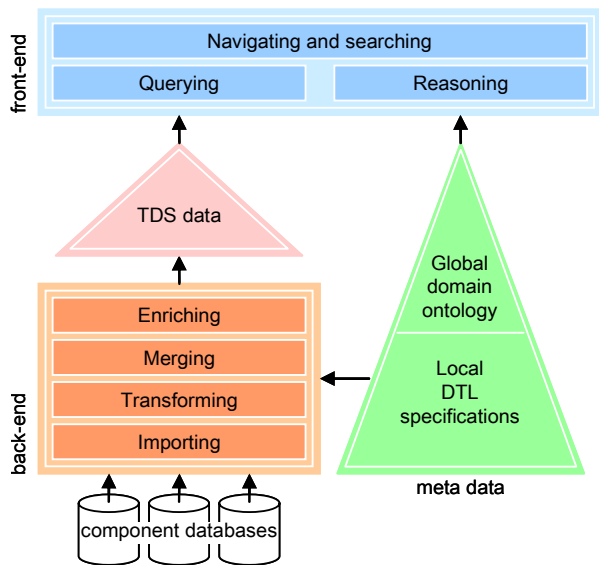 front-end
Navigating and searching
Querying
Reasoning
TDS data
Global
domain
ontology
back-end
Enriching
Merging
Transforming
Importing
Local
DTL
specifications
meta data
component databases